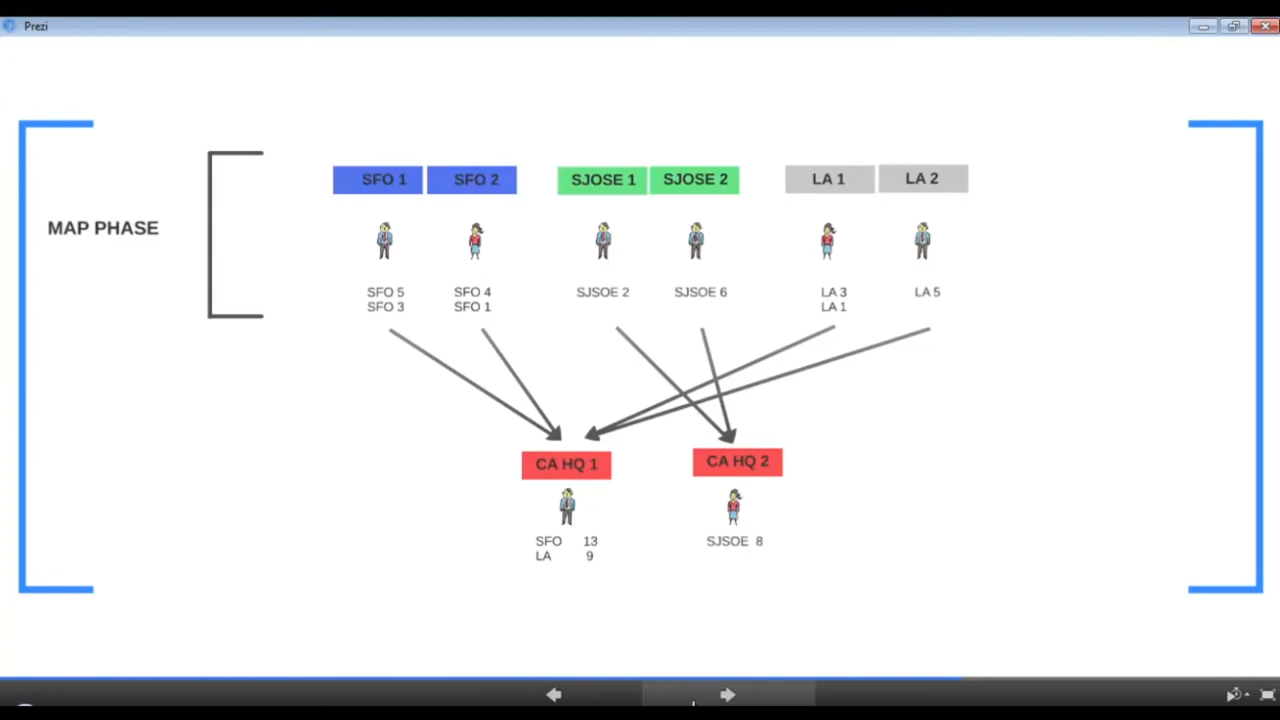 Prezi
SFO 1 SFO 2 SJOSE 1 SJOSE 2 LA 1 LA 2
MAP PHASE
SFO 5 SFO 4 SJSOE 2 SJSOE 6 LA 3 LA 5
SFO 3 SFO 1 LA 1
CA HQ 1 CA HQ 2
SFO 13 SJSOE 8
LA 9